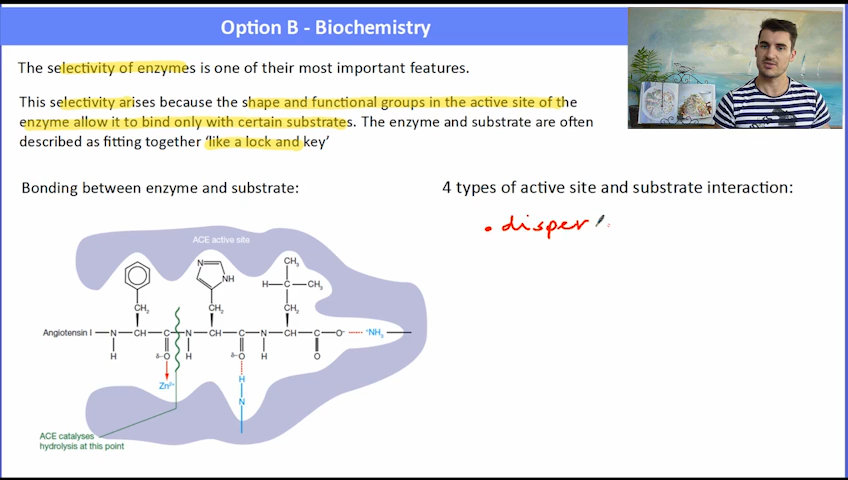 Option B - Biochemistry
The selectivity of enzymes is one of their most important features.
This selectivity arises because the shape and functional groups in the active site of the
enzyme allow it to bind only with certain substrates. The enzyme and substrate are often
described as fitting together ‘like a lock and key’
Bonding between enzyme and substrate:
4 types of active site and substrate interaction:
• disper
ACE active site
CH₃
N
NH
H—C—CH₃
CH₂
CH₂
CH₂
Angiotensin I — N — CH — C — N — CH — C — N — CH — C — O⁻ ⁺NH₃
H
δ-O
H
δ-O
H
O
Zn²⁺
H
N
ACE catalyses
hydrolysis at this point